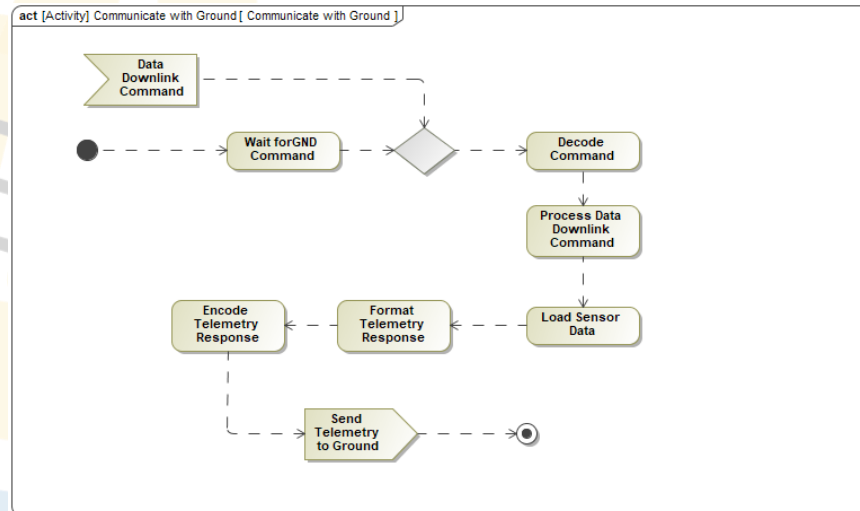 act [Activity] Communicate with Ground [ Communicate with Ground ]
Data
Downlink
Command
Wait forGND
Command
Decode
Command
Process Data
Downlink
Command
Encode
Telemetry
Response
Format
Telemetry
Response
Load Sensor
Data
Send
Telemetry
to Ground